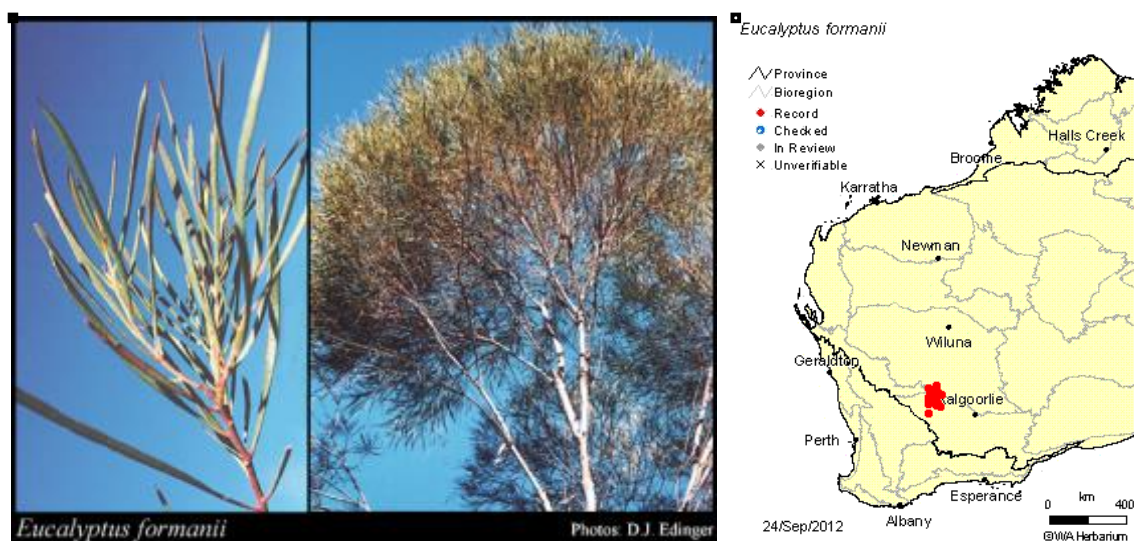 Eucalyptus formanii
Photos: D.J. Edinger
Eucalyptus formanii
Province
Bioregion
Record
Checked
In Review
Unverifiable
Halls Creek
Broome
Karratha
Newman
Wiluna
Geraldton
algoorlie
Perth
Esperance
Albany
24/Sep/2012
0 km 400
©WA Herbarium